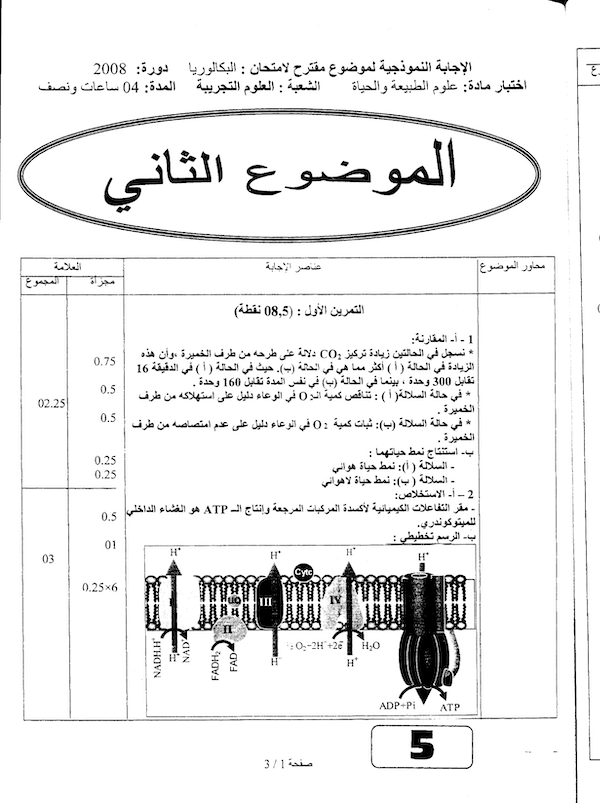 الإجابة النموذجية لموضوع مقترح لامتحان : البكالوريا دورة: 2008
اختبار مادة: علوم الطبيعة والحياة الشعبة : العلوم التجريبية المدة: 04 ساعات ونصف
الموضوع الثاني
محاور الموضوع عناصر الإجابة العلامة
مجزأة المجموع
التمرين الأول : (08,5 نقطة)
1 - أ- المقارنة:
* نسجل في الحالتين زيادة تركيز CO2 دلالة على طرحه من طرف الخميرة ،وأن هذه
الزيادة في الحالة ( أ ) أكثر مما هي في الحالة (ب). حيث في الحالة ( أ ) في الدقيقة 16
تقابل 300 وحدة ، بينما في الحالة (ب) في نفس المدة تقابل 160 وحدة .
0.75
* في حالة السلالة( أ ) : تناقص كمية الـO2 في الوعاء دليل على استهلاكه من طرف
الخميرة .
0.5
* في حالة السلالة (ب): ثبات كمية O2 في الوعاء دليل على عدم امتصاصه من طرف
الخميرة .
0.5
02.25
ب- استنتاج نمط حياتهما :
- السلالة ( أ): نمط حياة هوائي
0.25
- السلالة ( ب): نمط حياة لاهوائي
0.25
2 – أ- الاستخلاص:
- مقر التفاعلات الكيميائية لأكسدة المركبات المرجعة وإنتاج الــ ATP هو الغشاء الداخلي
للميتوكوندري.
0.5
ب- الرسم تخطيطي :
01
03
0.25×6
H+ H+ H+ H+
Cytc
I II III IV
NADH.H+ NAD+ H+ FADH2 FAD H+ O2-2H++2e- H2O H+
ADP+Pi ATP
5
صفحة 1 / 3